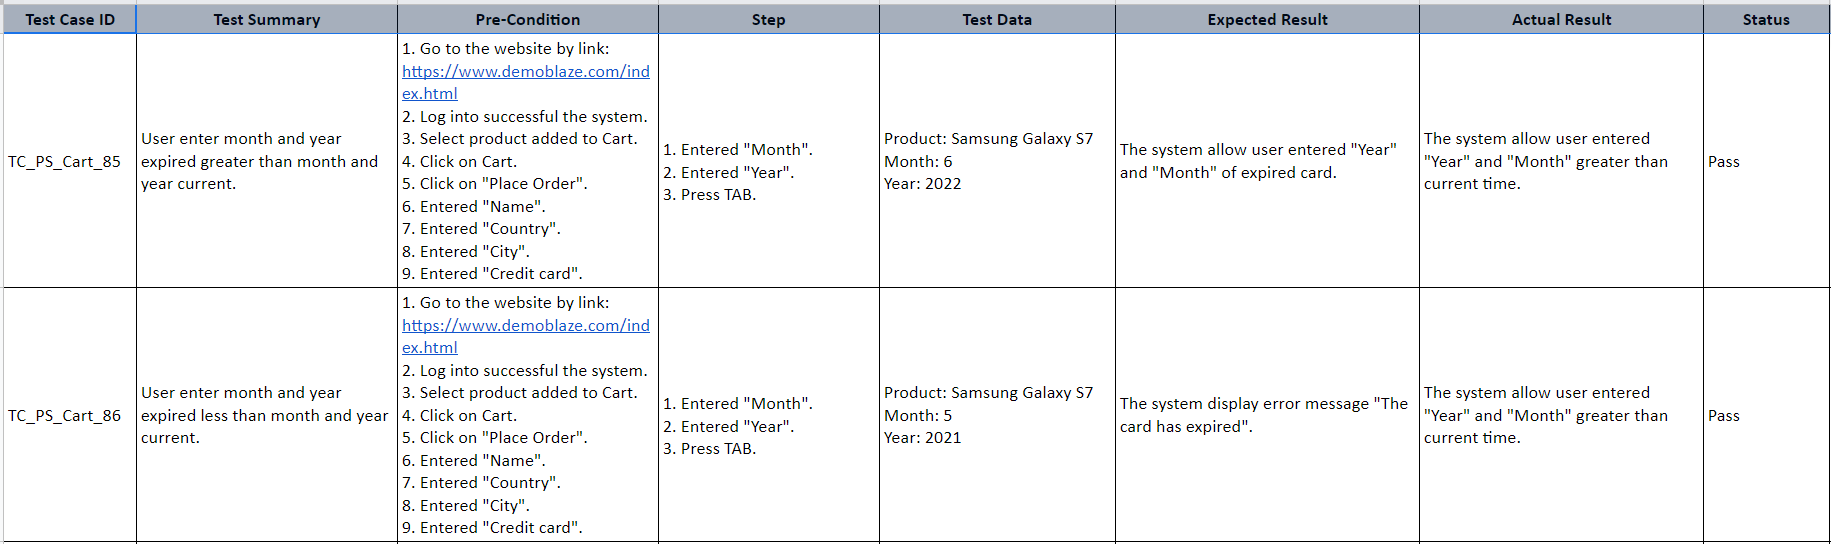 Test Case ID
Test Summary
Pre-Condition
Step
Test Data
Expected Result
Actual Result
Status
TC_PS_Cart_85
User enter month and year
expired greater than month and
year current.
1. Go to the website by link:
https://www.demoblaze.com/ind
ex.html
2. Log into successful the system.
3. Select product added to Cart.
4. Click on Cart.
5. Click on "Place Order".
6. Entered "Name".
7. Entered "Country".
8. Entered "City".
9. Entered "Credit card".
1. Entered "Month".
2. Entered "Year".
3. Press TAB.
Product: Samsung Galaxy S7
Month: 6
Year: 2022
The system allow user entered "Year"
and "Month" of expired card.
The system allow user entered
"Year" and "Month" greater than
current time.
Pass
TC_PS_Cart_86
User enter month and year
expired less than month and year
current.
1. Go to the website by link:
https://www.demoblaze.com/ind
ex.html
2. Log into successful the system.
3. Select product added to Cart.
4. Click on Cart.
5. Click on "Place Order".
6. Entered "Name".
7. Entered "Country".
8. Entered "City".
9. Entered "Credit card".
1. Entered "Month".
2. Entered "Year".
3. Press TAB.
Product: Samsung Galaxy S7
Month: 5
Year: 2021
The system display error message "The
card has expired".
The system allow user entered
"Year" and "Month" greater than
current time.
Pass